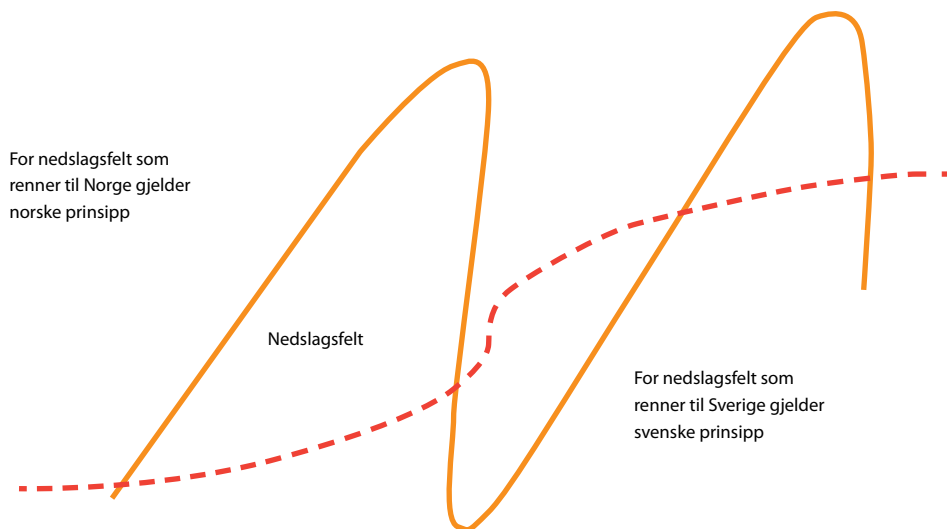 For nedslagsfelt som
renner til Norge gjelder
norske prinsipp
Nedslagsfelt
For nedslagsfelt som
renner til Sverige gjelder
svenske prinsipp